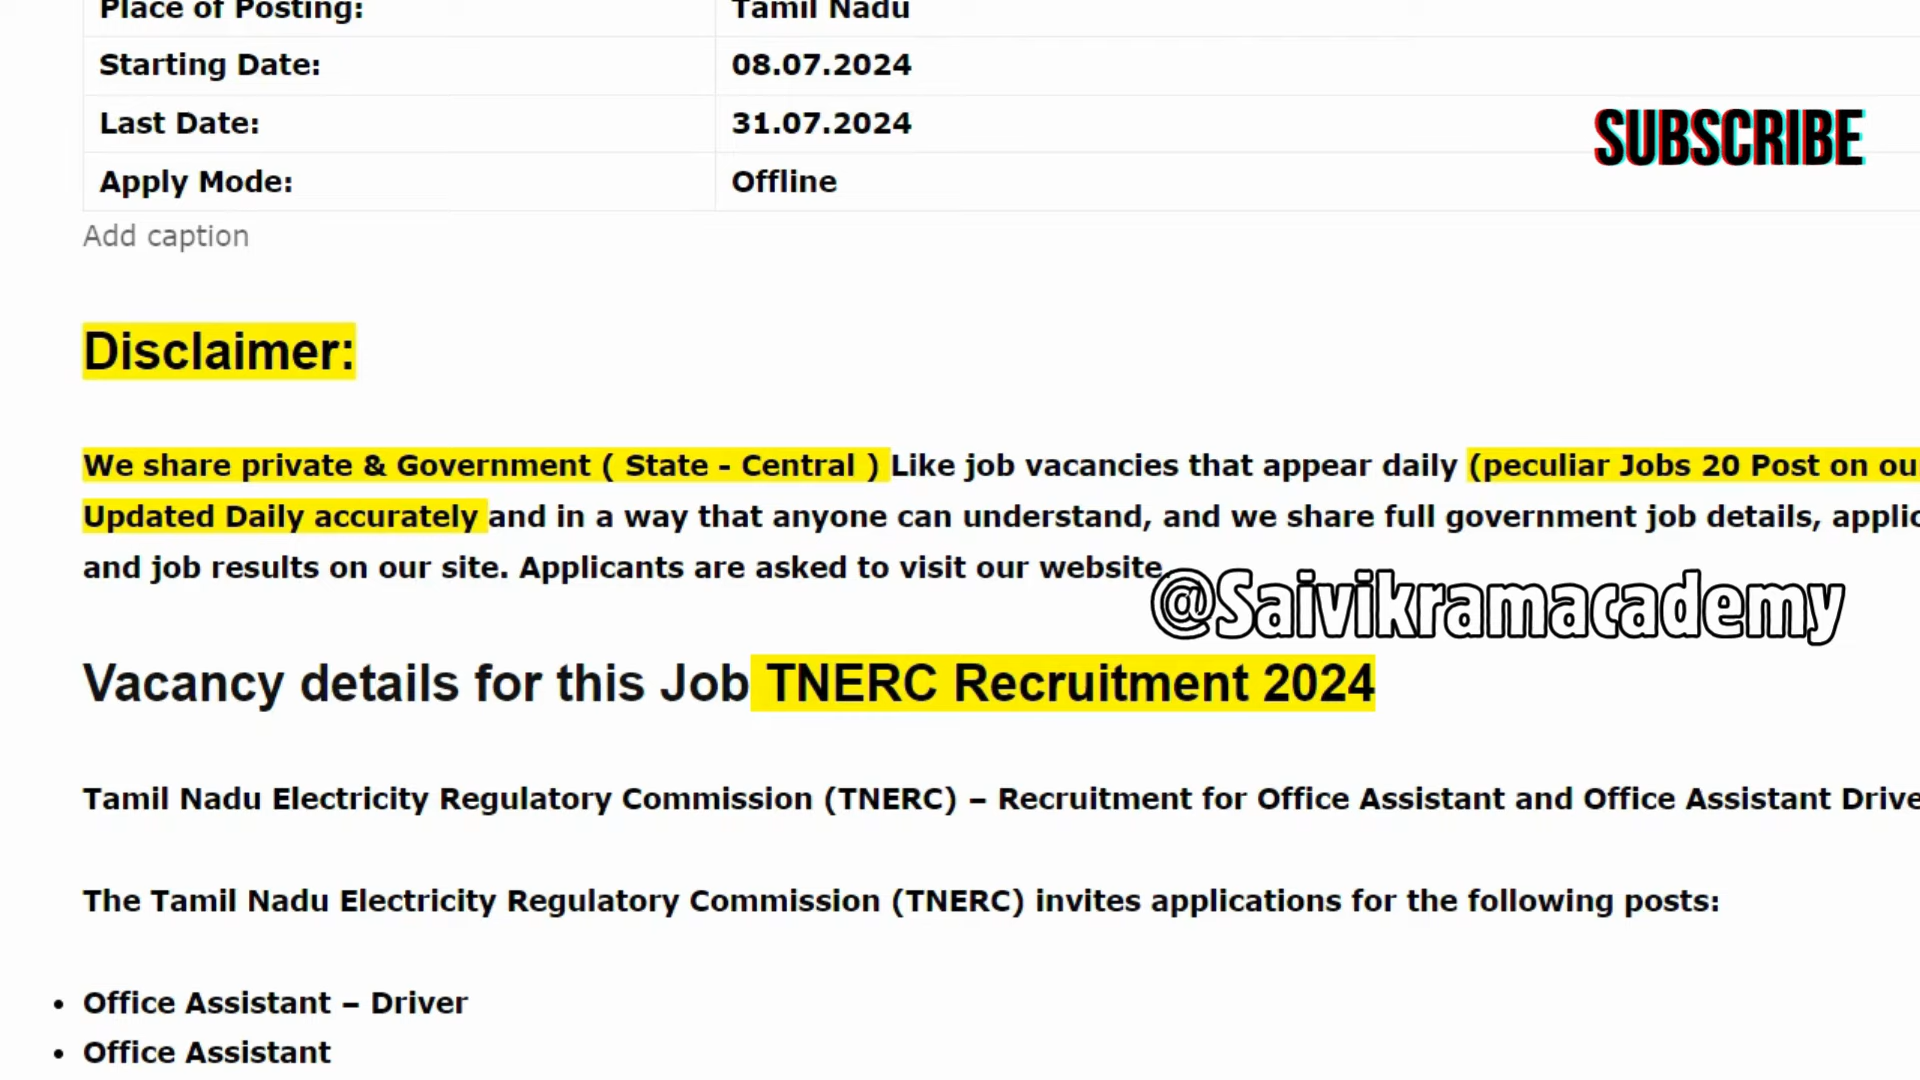 Place of Posting: Tamil Nadu
Starting Date: 08.07.2024
Last Date: 31.07.2024
SUBSCRIBE
Apply Mode: Offline
Add caption
Disclaimer:
We share private & Government ( State - Central ) Like job vacancies that appear daily (peculiar Jobs 20 Post on
Updated Daily accurately and in a way that anyone can understand, and we share full government job details,
and job results on our site. Applicants are asked to visit our website.
@Saivikramacademy
Vacancy details for this Job TNERC Recruitment 2024
Tamil Nadu Electricity Regulatory Commission (TNERC) – Recruitment for Office Assistant and Office Assistant
The Tamil Nadu Electricity Regulatory Commission (TNERC) invites applications for the following posts:
• Office Assistant – Driver
• Office Assistant